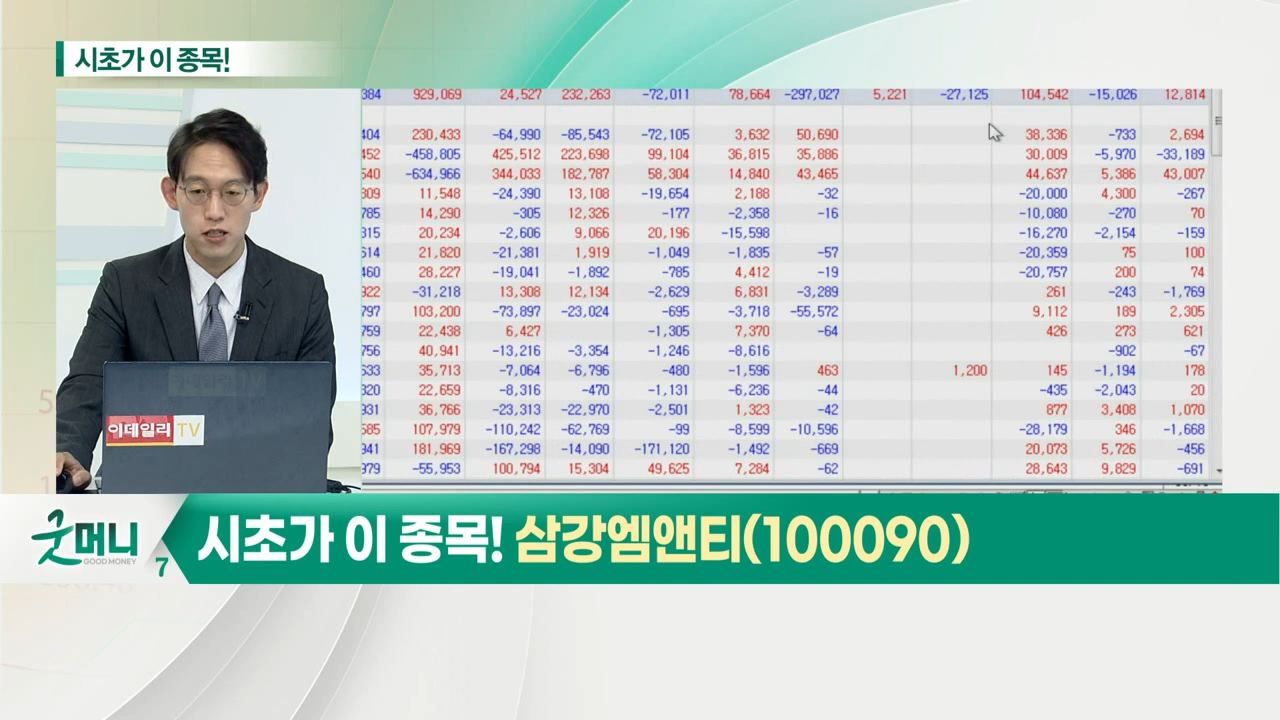 시초가 이 종목!
384 929,069 24,527 232,263 -72,011 78,664 -297,027 5,221 -27,125 104,542 -15,026 12,814
404 230,433 -64,990 -85,543 -72,105 3,632 50,690 38,336 -733 2,694
452 -458,805 425,512 223,698 99,104 36,815 35,886 30,009 -5,970 -33,189
540 -634,966 344,033 182,787 58,304 14,840 43,465 44,637 5,386 43,007
309 11,548 -24,390 13,108 -19,654 2,188 -32 -20,000 4,300 -267
785 14,290 -305 12,326 -177 -2,358 -16 -10,080 -270 70
315 20,234 -2,606 9,066 20,196 -15,598 -16,270 -2,154 -159
614 21,820 -21,381 1,919 -1,049 -1,835 -57 -20,359 75 100
460 28,227 -19,041 -1,892 -785 4,412 -19 -20,757 200 74
922 -31,218 13,308 12,134 -2,629 6,831 -3,289 261 -243 -1,769
797 103,200 -73,897 -23,024 -695 -3,718 -55,572 9,112 189 2,305
759 22,438 6,427 -1,305 7,370 -64 426 273 621
756 40,941 -13,216 -3,354 -1,246 -8,616 -902 -67
533 35,713 -7,064 -6,796 -480 -1,596 463 1,200 145 -1,194 178
320 22,659 -8,316 -470 -1,131 -6,236 -44 -435 -2,043 20
931 36,766 -23,313 -22,970 -2,501 1,323 -42 877 3,408 1,070
585 107,979 -110,242 -62,769 -99 -8,599 -10,596 -28,179 346 -1,668
941 181,969 -167,298 -14,090 -171,120 -1,492 -669 20,073 5,726 -456
979 -55,953 100,794 15,304 49,625 7,284 -62 28,643 9,829 -691
이데일리 TV
굿머니
GOOD MONEY
7
시초가 이 종목! 삼강엠앤티(100090)